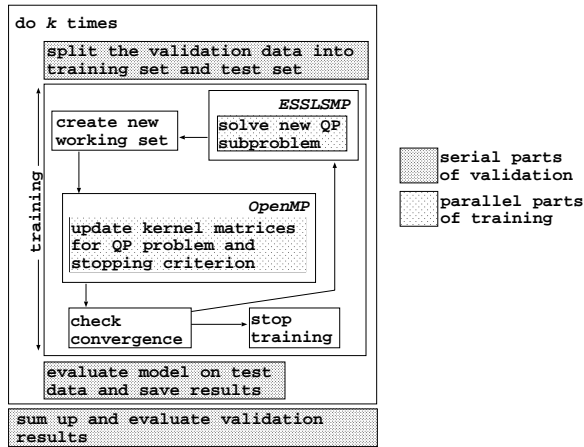 do k times
split the validation data into
training set and test set
training
ESSLSMP
create new
working set
solve new QP
subproblem
OpenMP
update kernel matrices
for QP problem and
stopping criterion
check
convergence
stop
training
evaluate model on test
data and save results
sum up and evaluate validation
results
serial parts
of validation
parallel parts
of training